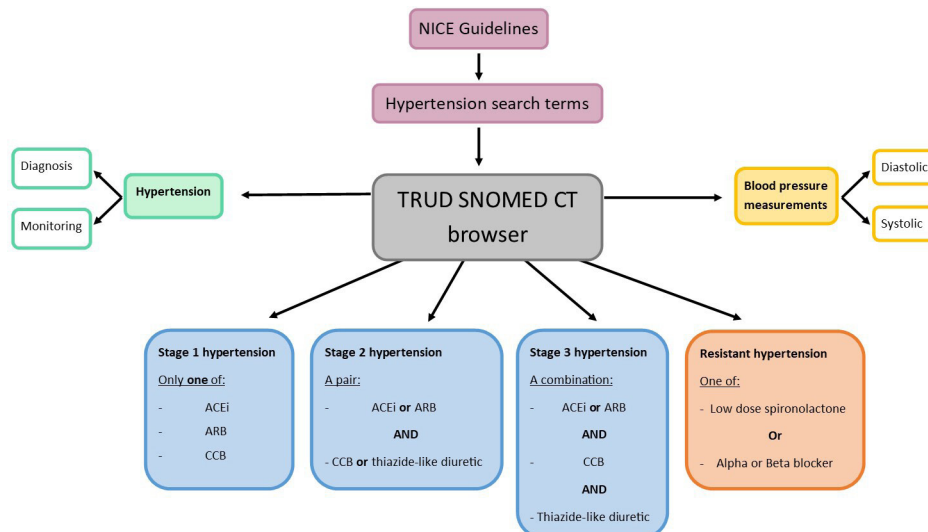 NICE Guidelines
Hypertension search terms
TRUD SNOMED CT
browser
Hypertension
Diagnosis
Monitoring
Blood pressure
measurements
Diastolic
Systolic
Stage 1 hypertension
Only one of:
- ACEi
- ARB
- CCB
Stage 2 hypertension
A pair:
- ACEi or ARB
AND
- CCB or thiazide-like diuretic
Stage 3 hypertension
A combination:
- ACEi or ARB
AND
- CCB
AND
- Thiazide-like diuretic
Resistant hypertension
One of:
- Low dose spironolactone
Or
- Alpha or Beta blocker